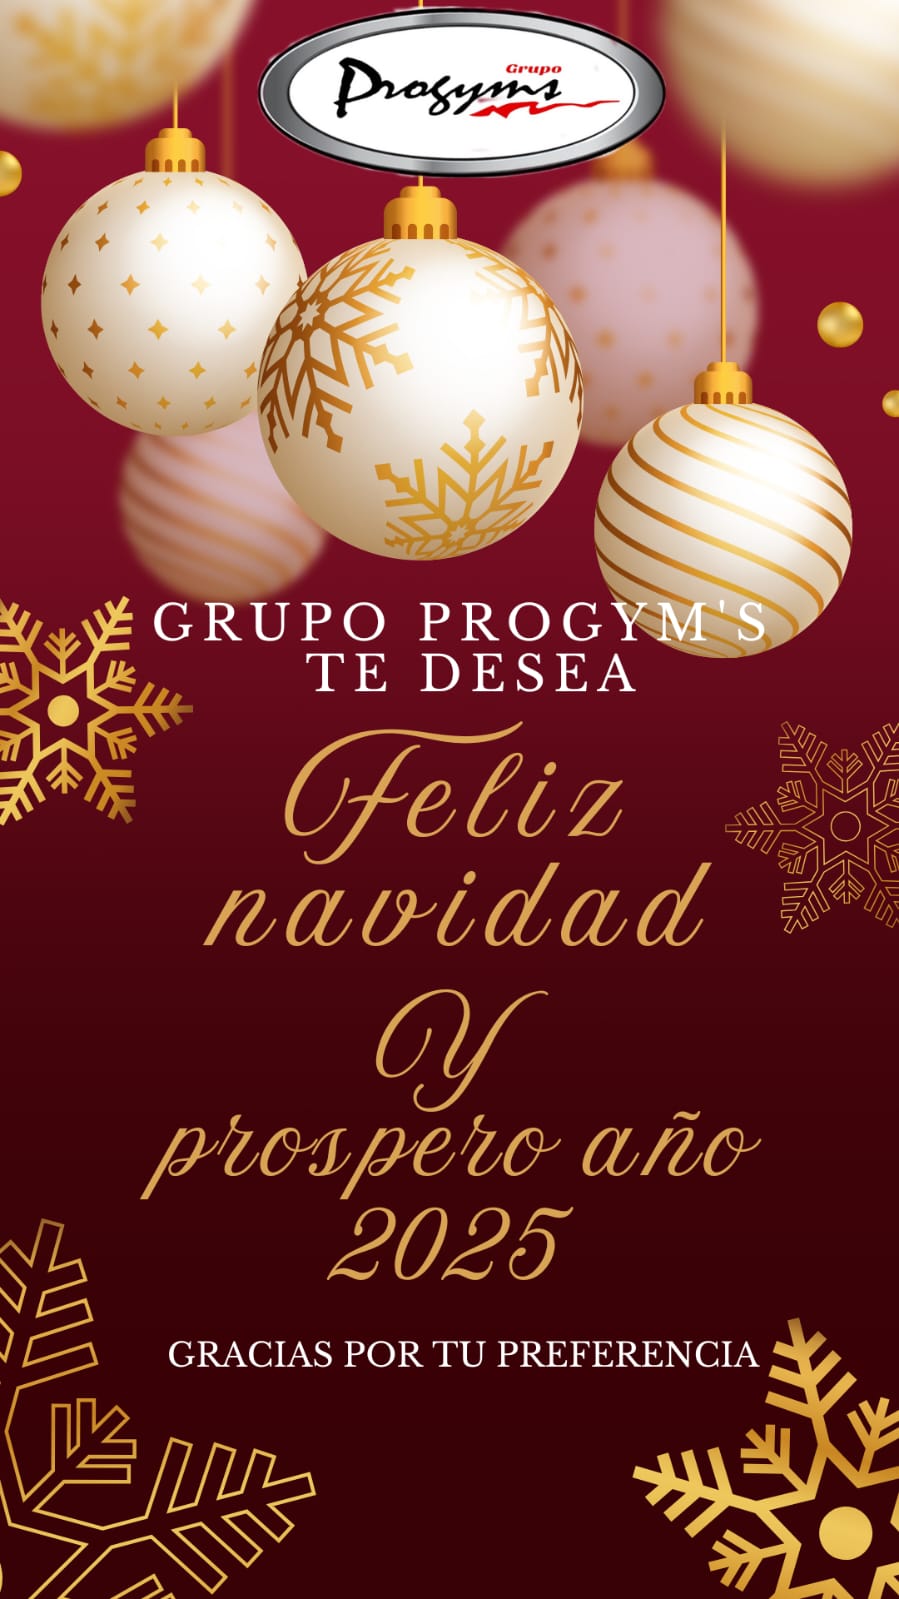 Grupo
Progyms
GRUPO PROGYM'S
TE DESEA
Feliz
navidad
Y
prospero año
2025
GRACIAS POR TU PREFERENCIA